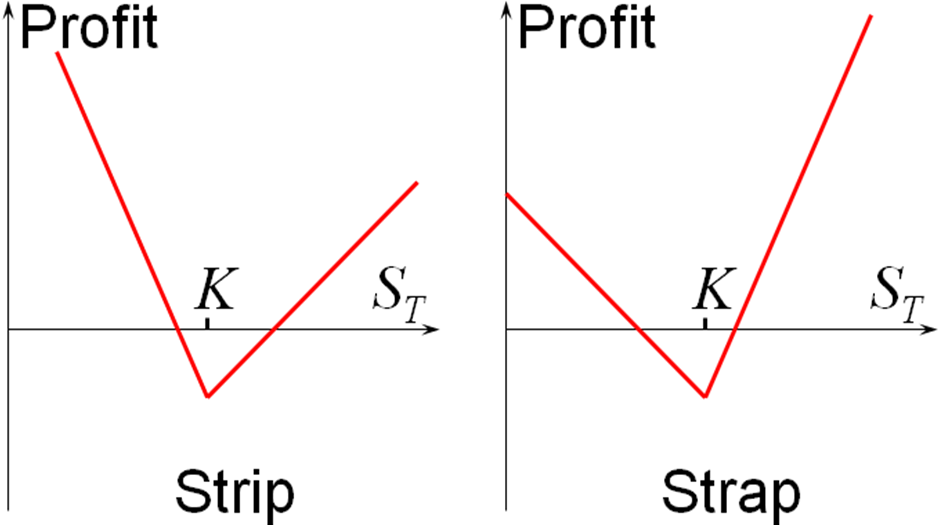 Profit
K
S_T
Strip
Profit
K
S_T
Strap